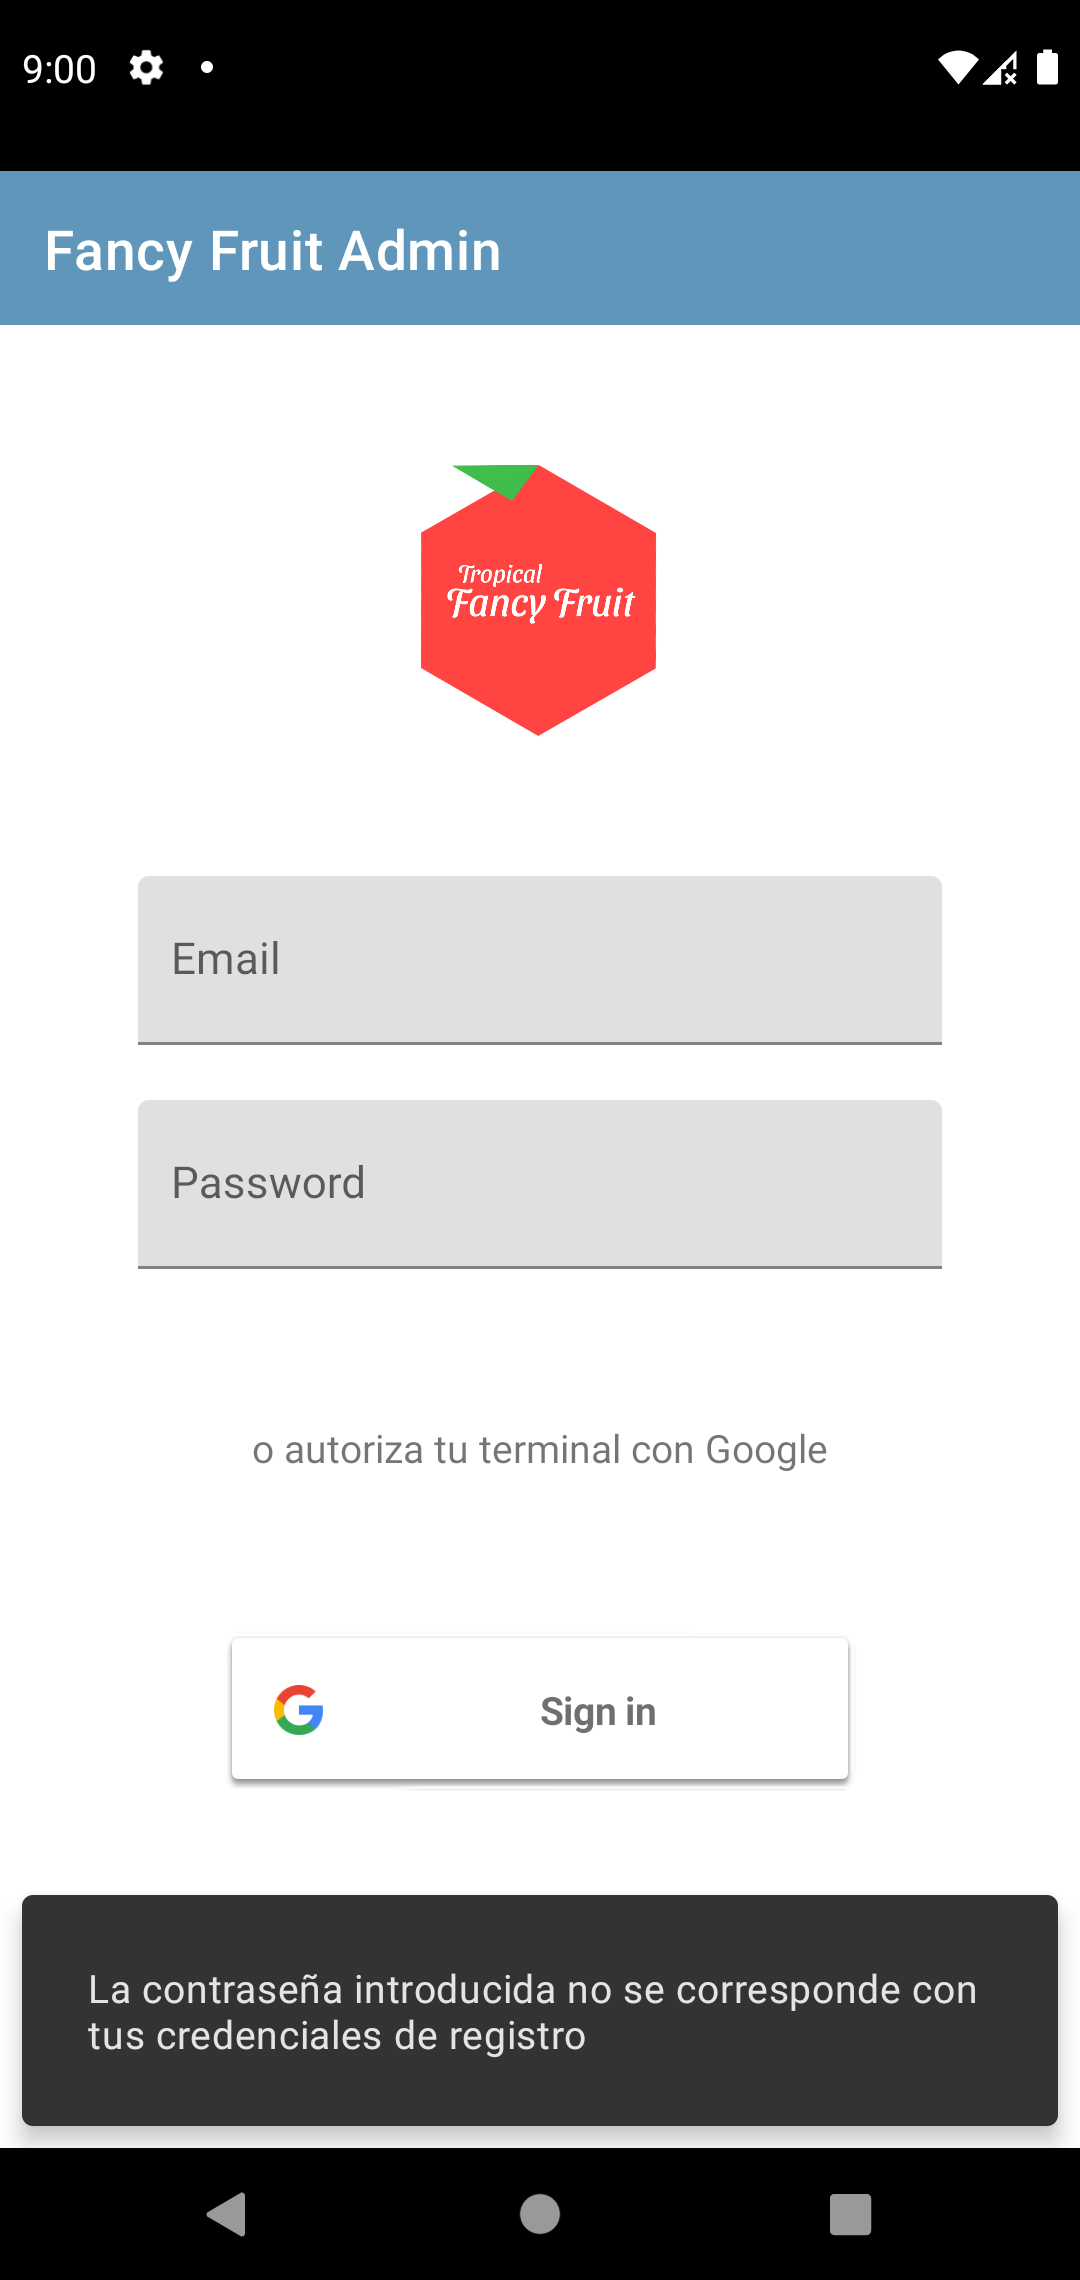 9:00
Fancy Fruit Admin
Tropical
Fancy Fruit
Email
Password
o autoriza tu terminal con Google
Sign in
La contraseña introducida no se corresponde con
tus credenciales de registro